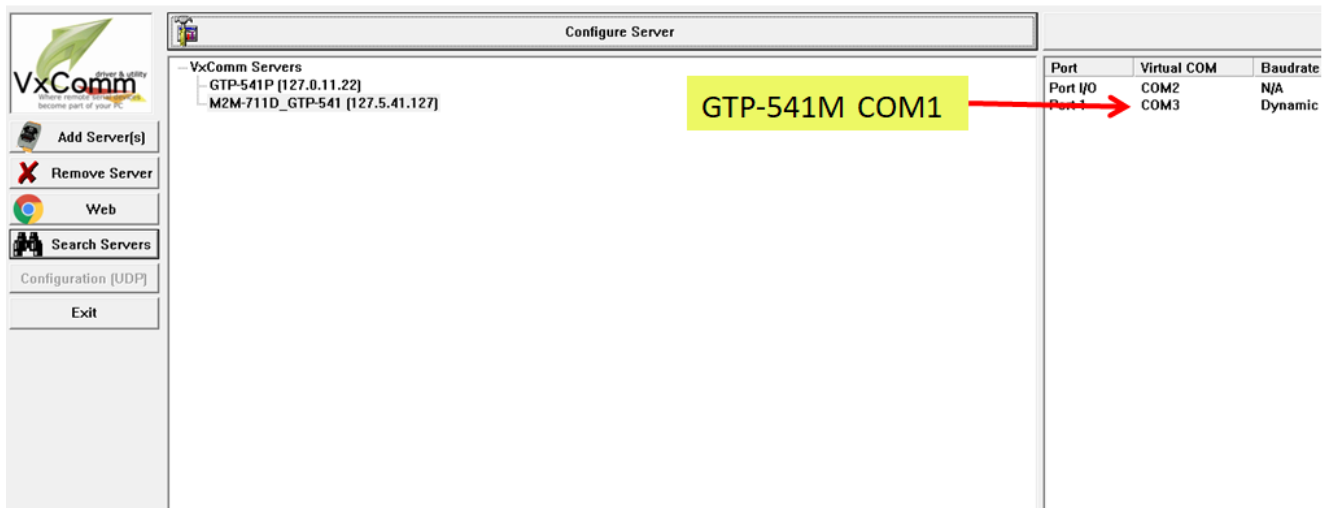 Configure Server
VxComm
driver & utility
Where remote serial devices
become part of your PC
Add Server(s)
Remove Server
Web
Search Servers
Configuration (UDP)
Exit
VxComm Servers
GTP-541P (127.0.11.22)
M2M-711D_GTP-541 (127.5.41.127)
GTP-541M COM1
Port Virtual COM Baudrate
Port I/O COM2 N/A
Port 1 COM3 Dynamic